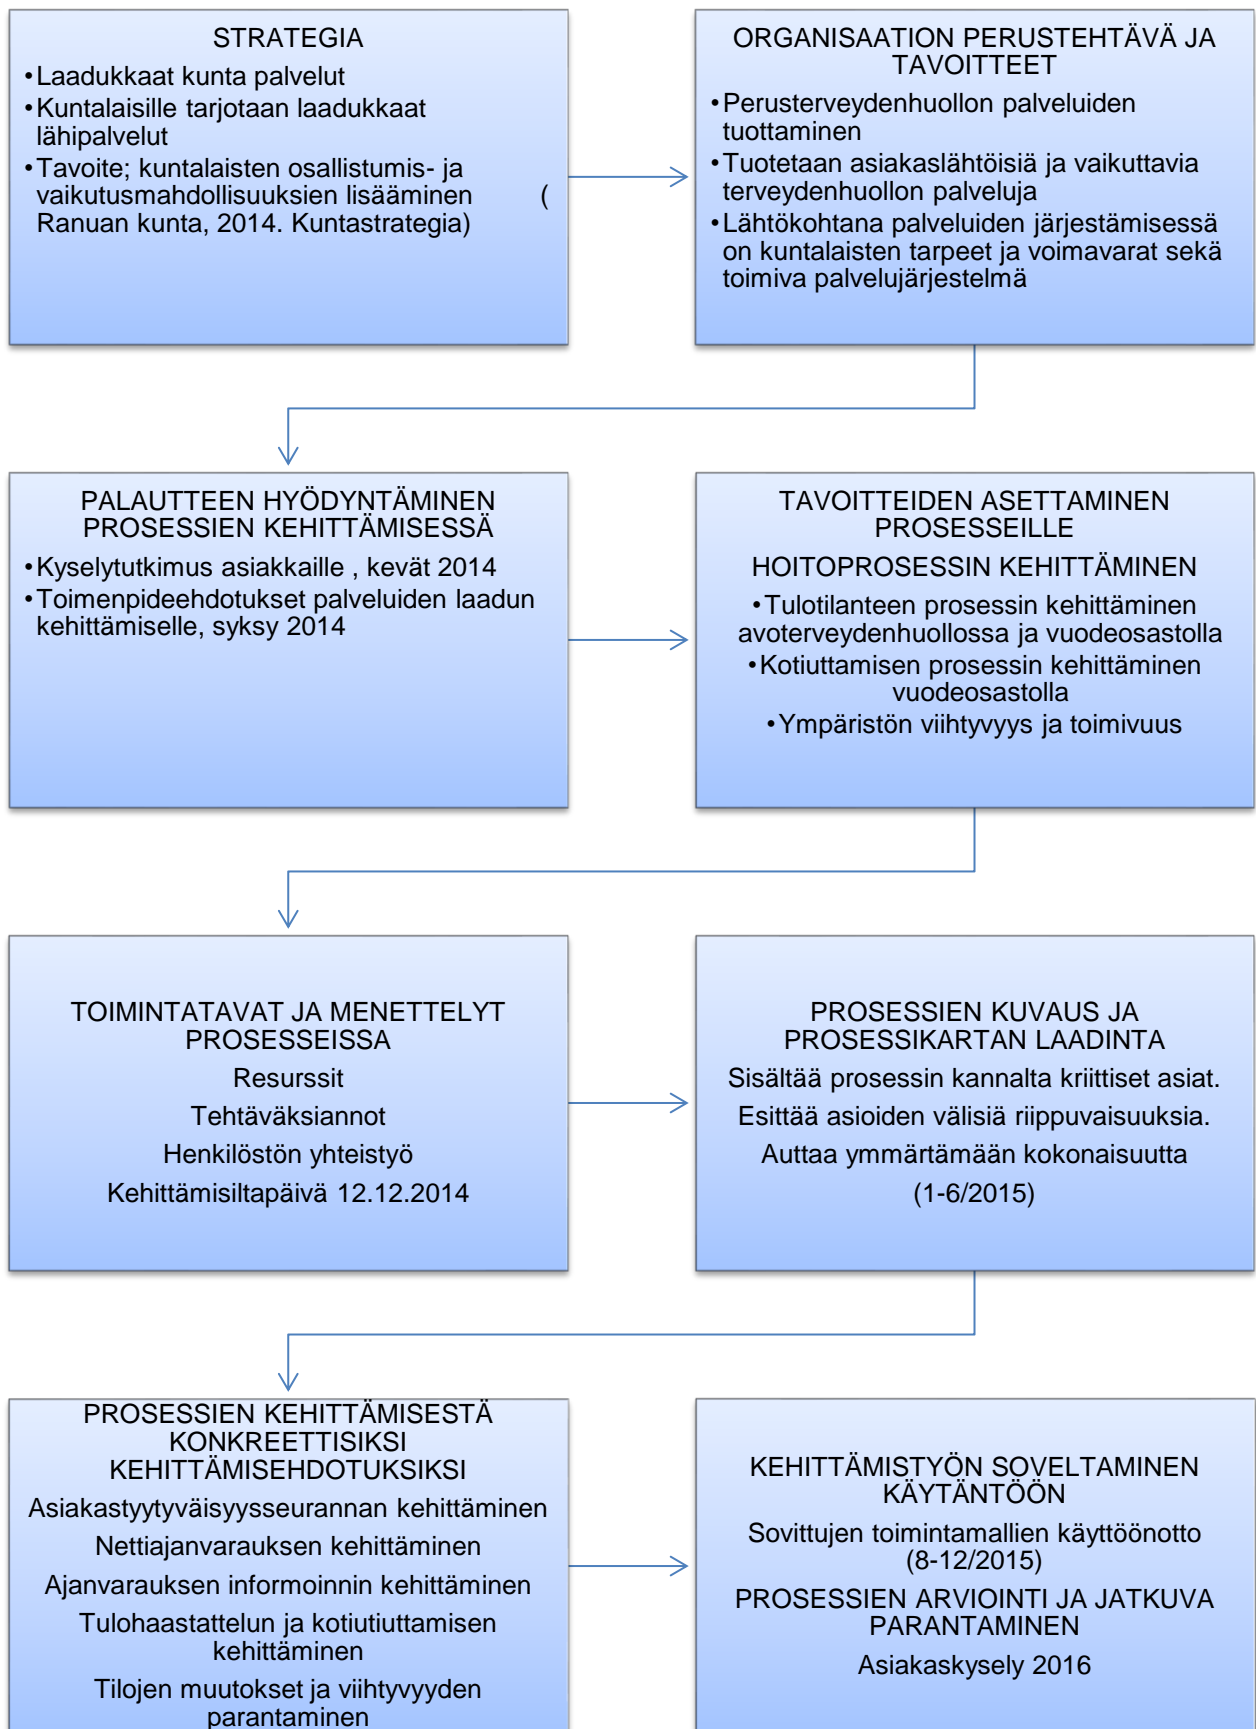 STRATEGIA
•Laadukkaat kunta palvelut
•Kuntalaisille tarjotaan laadukkaat
lähipalvelut
•Tavoite; kuntalaisten osallistumis- ja
vaikutusmahdollisuuksien lisääminen (
Ranuan kunta, 2014. Kuntastrategia)
ORGANISAATION PERUSTEHTÄVÄ JA
TAVOITTEET
•Perusterveydenhuollon palveluiden
tuottaminen
•Tuotetaan asiakaslähtöisiä ja vaikuttavia
terveydenhuollon palveluja
•Lähtökohtana palveluiden järjestämisessä
on kuntalaisten tarpeet ja voimavarat sekä
toimiva palvelujärjestelmä
PALAUTTEEN HYÖDYNTÄMINEN
PROSESSIEN KEHITTÄMISESSÄ
•Kyselytutkimus asiakkaille , kevät 2014
•Toimenpideehdotukset palveluiden laadun
kehittämiselle, syksy 2014
TAVOITTEIDEN ASETTAMINEN
PROSESSEILLE
HOITOPROSESSIN KEHITTÄMINEN
•Tulotilanteen prosessin kehittäminen
avoterveydenhuollossa ja vuodeosastolla
•Kotiuttamisen prosessin kehittäminen
vuodeosastolla
•Ympäristön viihtyvyys ja toimivuus
TOIMINTATAVAT JA MENETTELYT
PROSESSEISSA
Resurssit
Tehtäväksiannot
Henkilöstön yhteistyö
Kehittämisiltapäivä 12.12.2014
PROSESSIEN KUVAUS JA
PROSESSIKARTAN LAADINTA
Sisältää prosessin kannalta kriittiset asiat.
Esittää asioiden välisiä riippuvaisuuksia.
Auttaa ymmärtämään kokonaisuutta
(1-6/2015)
PROSESSIEN KEHITTÄMISESTÄ
KONKREETTISIKSI
KEHITTÄMISEHDOTUKSIKSI
Asiakastyytyväisyysseurannan kehittäminen
Nettiajanvarauksen kehittäminen
Ajanvarauksen informoinnin kehittäminen
Tulohaastattelun ja kotiutiuttamisen
kehittäminen
Tilojen muutokset ja viihtyvyyden
parantaminen
KEHITTÄMISTYÖN SOVELTAMINEN
KÄYTÄNTÖÖN
Sovittujen toimintamallien käyttöönotto
(8-12/2015)
PROSESSIEN ARVIOINTI JA JATKUVA
PARANTAMINEN
Asiakaskysely 2016